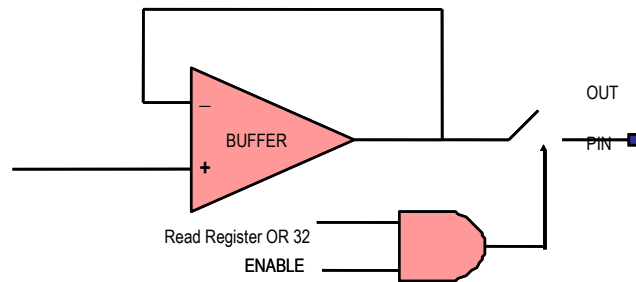 OUT
−
BUFFER
PIN
+
Read Register OR 32
ENABLE